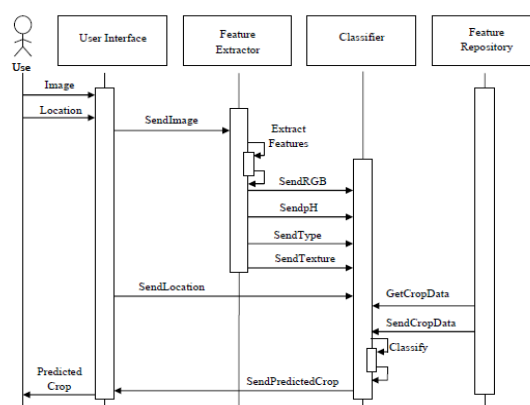 User Interface
Feature
Extractor
Classifier
Feature
Repository
Use
Image
Location
SendImage
Extract
Features
SendRGB
SendpH
SendType
SendTexture
SendLocation
GetCropData
SendCropData
Classify
Predicted
Crop
SendPredictedCrop